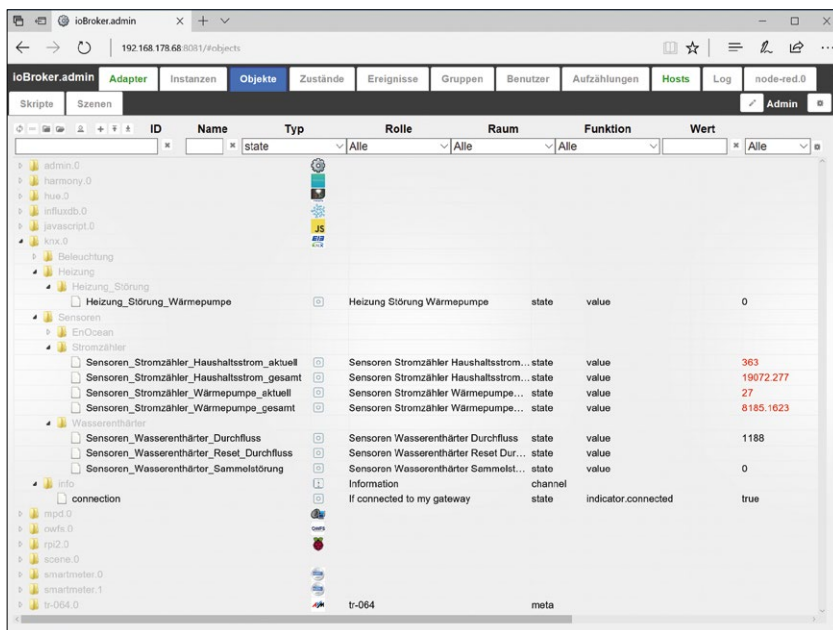 ioBroker.admin
192.168.178.68:8081/#objects
ioBroker.admin Adapter Instanzen Objekte Zustände Ereignisse Gruppen Benutzer Aufzählungen Hosts Log node-red.0
Skripte Szenen Admin
ID Name Typ Rolle Raum Funktion Wert
state Alle Alle Alle Alle
admin.0
harmony.0
hue.0
influxdb.0
javascript.0 JS
knx.0
Beleuchtung
Heizung
Heizung_Störung
Heizung_Störung_Wärmepumpe Heizung Störung Wärmepumpe state value 0
Sensoren
EnOcean
Stromzähler
Sensoren_Stromzähler_Haushaltsstrom_aktuell Sensoren Stromzähler Haushaltsstrom... state value 363
Sensoren_Stromzähler_Haushaltsstrom_gesamt Sensoren Stromzähler Haushaltsstrom... state value 19072.277
Sensoren_Stromzähler_Wärmepumpe_aktuell Sensoren Stromzähler Wärmepumpe... state value 27
Sensoren_Stromzähler_Wärmepumpe_gesamt Sensoren Stromzähler Wärmepumpe... state value 8185.1623
Wasserenthärter
Sensoren_Wasserenthärter_Durchfluss Sensoren Wasserenthärter Durchfluss state value 1188
Sensoren_Wasserenthärter_Reset_Durchfluss Sensoren Wasserenthärter Reset Dur... state value
Sensoren_Wasserenthärter_Sammelstörung Sensoren Wasserenthärter Sammelst... state value 0
info Information channel
connection If connected to my gateway state indicator.connected true
mpd.0
owfs.0 OWFS
rpi2.0
scene.0
smartmeter.0
smartmeter.1
tr-064.0 tr-064 meta